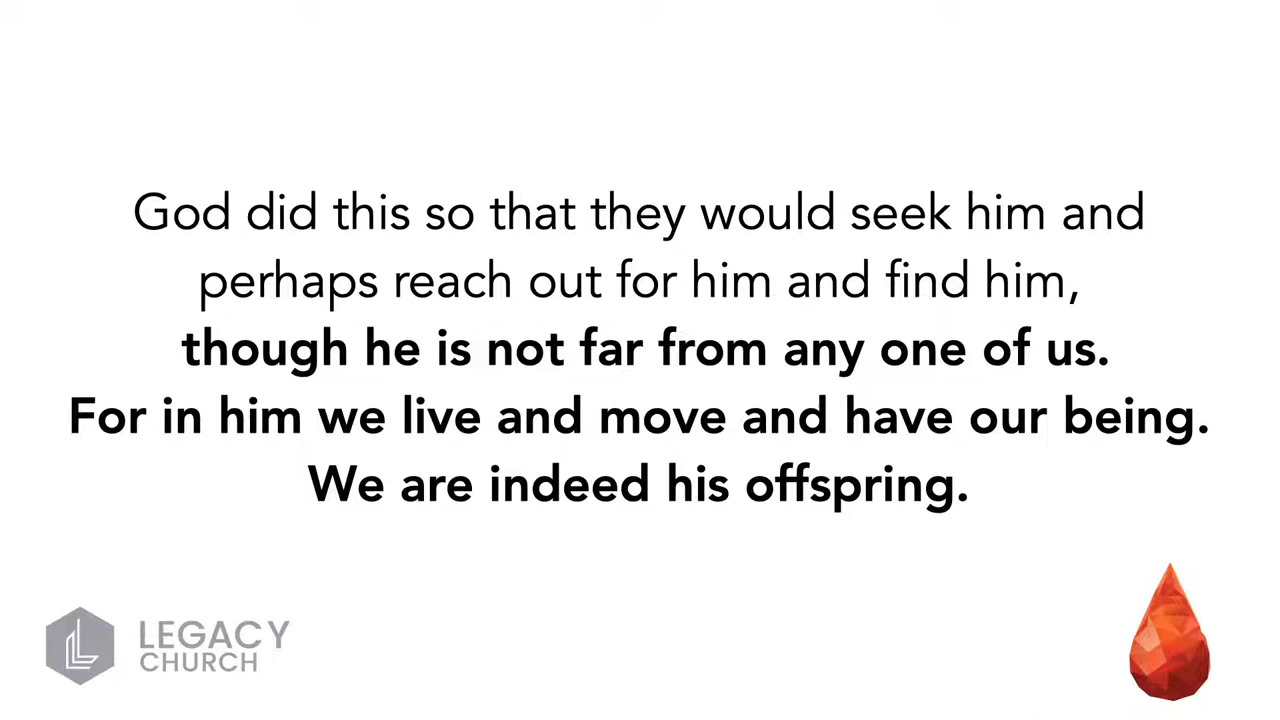 God did this so that they would seek him and
perhaps reach out for him and find him,
though he is not far from any one of us.
For in him we live and move and have our being.
We are indeed his offspring.
LEGACY
CHURCH